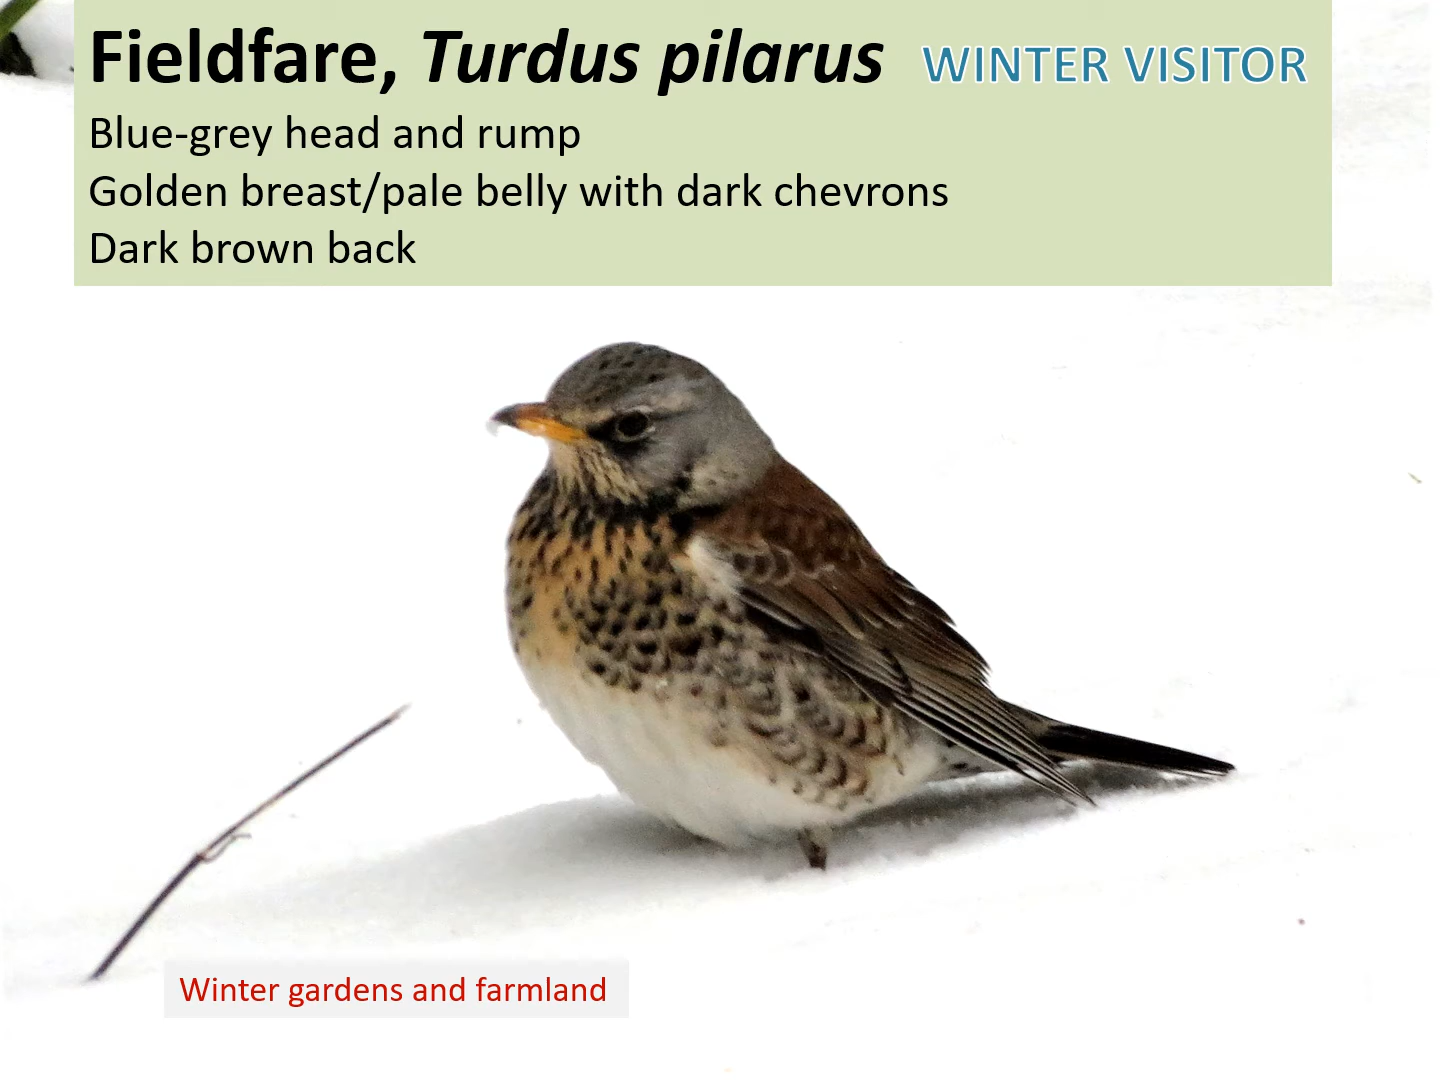 Fieldfare, Turdus pilarus WINTER VISITOR
Blue-grey head and rump
Golden breast/pale belly with dark chevrons
Dark brown back
Winter gardens and farmland